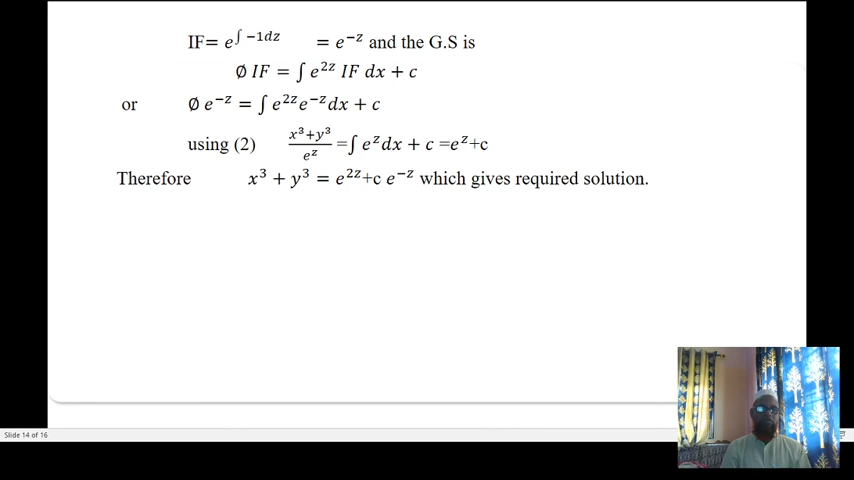 IF= e^∫ −1dz = e^−z and the G.S is
∅ IF = ∫ e^2z IF dx + c
or ∅ e^−z = ∫ e^2z e^−z dx + c
using (2) x³+y³/e^z =∫ e^z dx + c =e^z+c
Therefore x³ + y³ = e^2z+c e^−z which gives required solution.
Slide 14 of 16